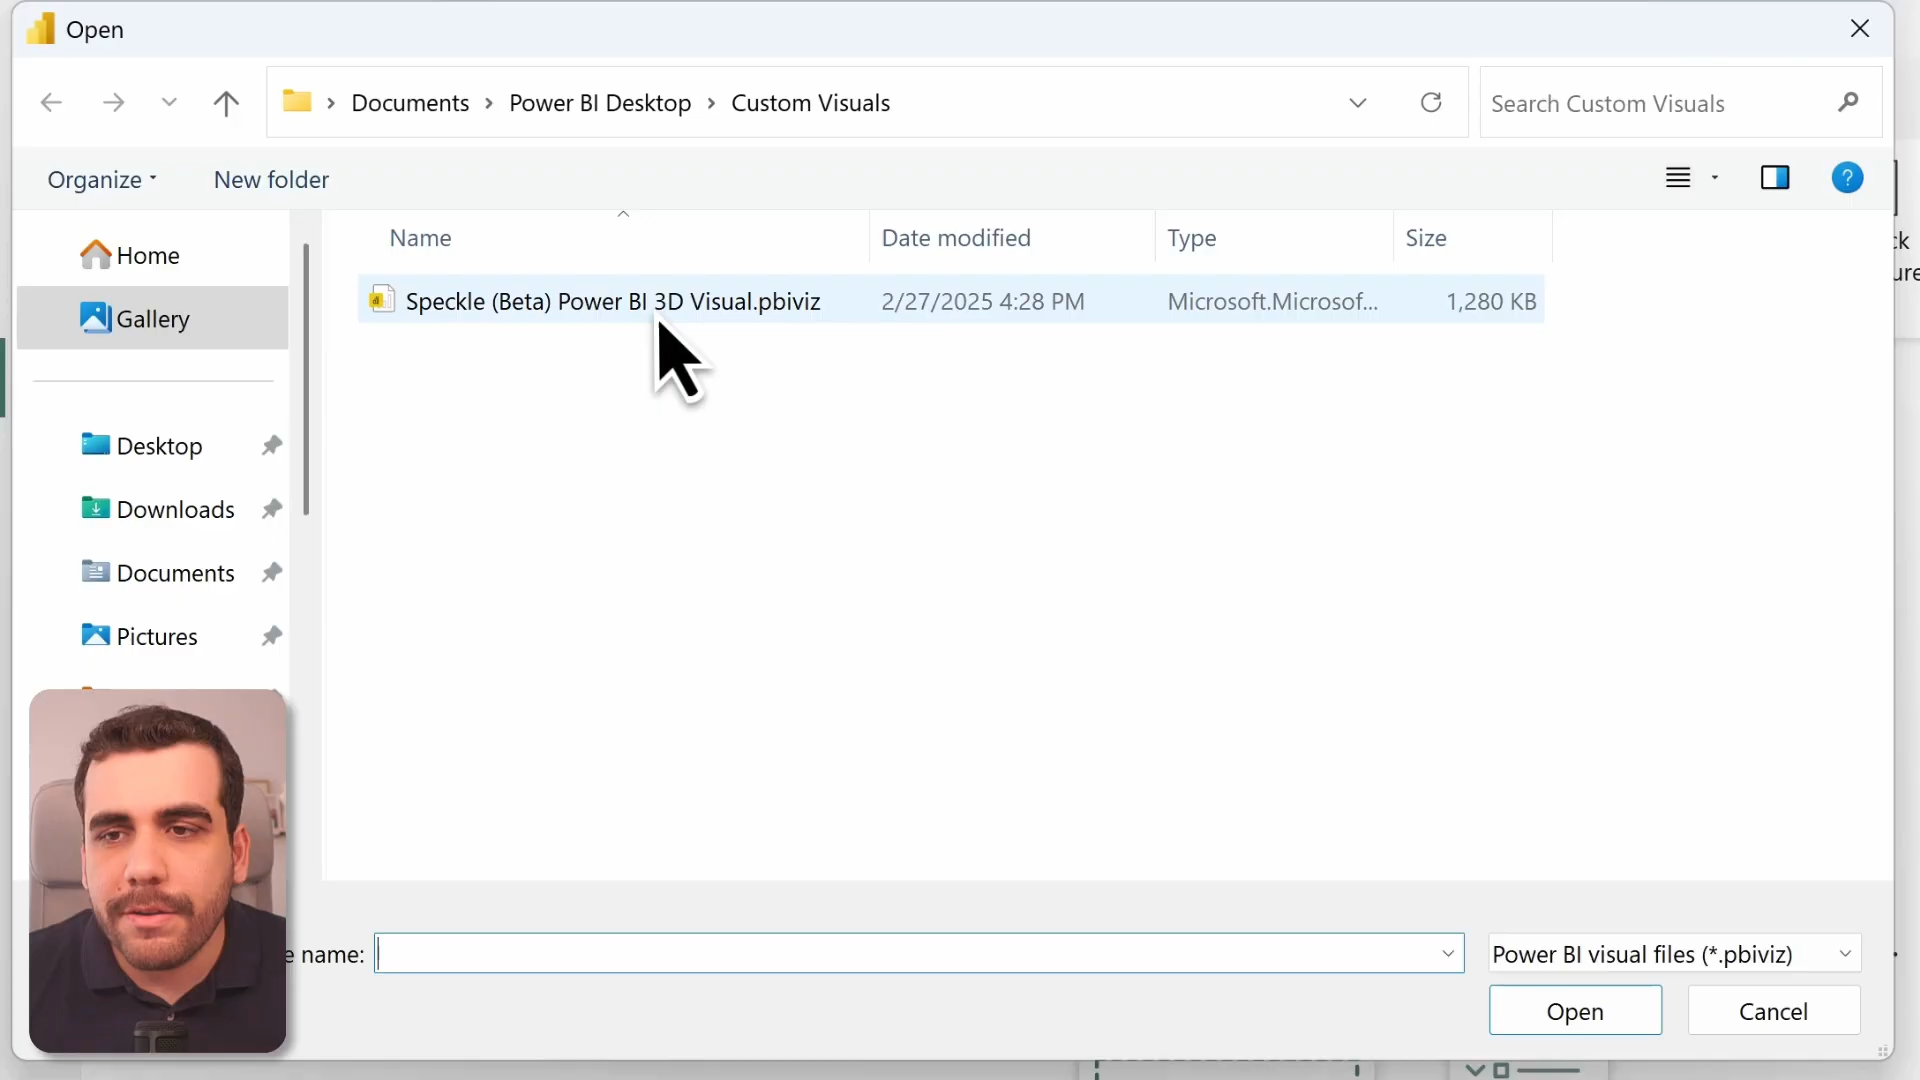 Open
Documents > Power BI Desktop > Custom Visuals
Search Custom Visuals
Organize
New folder
?
Name
Date modified
Type
Size
Speckle (Beta) Power BI 3D Visual.pbiviz
2/27/2025 4:28 PM
Microsoft.Microsof...
1,280 KB
Home
Gallery
Desktop
Downloads
Documents
Pictures
e name:
Power BI visual files (*.pbiviz)
Open
Cancel
ck
ure